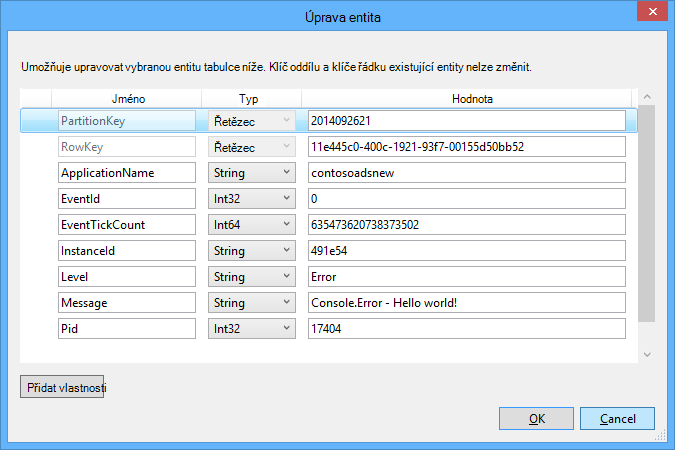 Úprava entita
Umožňuje upravovat vybranou entitu tabulce níže. Klíč oddílu a klíče řádku existující entity nelze změnit.
Jméno Typ Hodnota
PartitionKey Řetězec 2014092621
RowKey Řetězec 11e445c0-400c-1921-93f7-00155d50bb52
ApplicationName String contosoadsnew
EventId Int32 0
EventTickCount Int64 635473620738373502
InstanceId String 491e54
Level String Error
Message String Console.Error - Hello world!
Pid Int32 17404
Přidat vlastnosti
OK Cancel